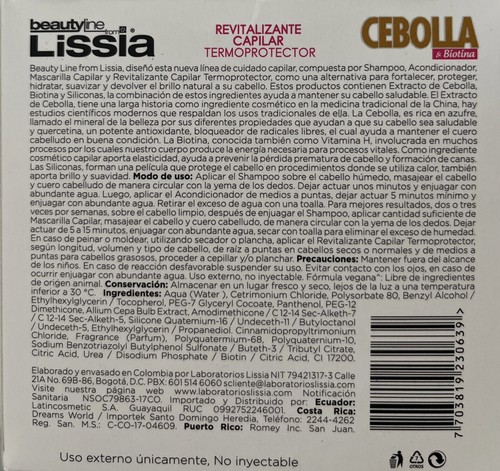 beautyline from
Lissia
REVITALIZANTE
CAPILAR
TERMOPROTECTOR
CEBOLLA
& Biotina
Beauty Line from Lissia, diseñó esta nueva línea de cuidado capilar, compuesta por Shampoo, Acondicionador,
Mascarilla Capilar y Revitalizante Capilar Termoprotector, como una alternativa para fortalecer, proteger,
hidratar, suavizar y devolver el brillo natural a su cabello. Estos productos contienen Extracto de Cebolla,
Biotina y Siliconas, la combinación de estos ingredientes ayuda a mantener su cabello saludable. El Extracto
de Cebolla, tiene una larga historia como ingrediente cosmético en la medicina tradicional de la China, hay
estudios científicos modernos que respaldan los usos tradicionales de ella. La Cebolla, es rica en azufre,
llamado el mineral de la belleza por sus diferentes propiedades que ayudan a que su cabello sea saludable
y quercetina, un potente antioxidante, bloqueador de radicales libres, el cual ayuda a mantener el cuero
cabelludo en buena condición. La Biotina, conocida también como Vitamina H, involucrada en muchos
procesos por los cuales nuestro cuerpo produce la energía necesaria para procesos vitales. Como ingrediente
cosmético capilar aporta elasticidad, ayuda a prevenir la pérdida prematura de cabello y formación de canas.
Las Siliconas, forman una película que protege el cabello en procedimientos donde se utiliza calor, también
aporta brillo y suavidad. Modo de uso: Aplicar el Shampoo sobre el cabello húmedo, masajear el cabello
y cuero cabelludo de manera circular con la yema de los dedos. Dejar actuar unos minutos y enjuagar con
abundante agua. Luego, aplicar el Acondicionador de medios a puntas, dejar actuar 5 minutos mínimo y
enjuagar con abundante agua. Retirar el exceso de agua con una toalla. Para mejores resultados, dos o tres
veces por semanas, sobre el cabello limpio, después de enjuagar el Shampoo, aplicar cantidad suficiente de
Mascarilla Capilar, masajear el cabello y cuero cabelludo, de manera circular con la yema de los dedos. Dejar
actuar de 5 a 15 minutos, enjuagar con abundante agua, secar con toalla para eliminar el exceso de humedad.
En caso de peinar o moldear, utilizando secador o plancha, aplicar el Revitalizante Capilar Termoprotector,
según longitud, volumen y tipo de cabello, de raíz a puntas en cabellos secos o normales y de medios a
puntas para cabellos grasosos, proceder a cepillar y/o planchar. Precauciones: Mantener fuera del alcance
de los niños. En caso de reacción desfavorable suspender su uso. Evitar contacto con los ojos, en caso de
ocurrir enjuagar con abundante agua. Uso externo, no inyectable. Fórmula vegana*: Libre de ingredientes
de origen animal. Conservación: Almacenar en un lugar fresco y seco, lejos de la luz a una temperatura
inferior a 30 °C. Ingredientes: Agua (Water), Cetrimonium Chloride, Polysorbate 80, Benzyl Alcohol /
Ethylhexylglycerin / Tocopherol, PEG-7 Glyceryl Cocoate, Panthenol, PEG-12
Dimethicone, Allium Cepa Bulb Extract, Amodimethicone / C 12-14 Sec-Alketh-7
/ C 12-14 Sec-Alketh-5, Silicone Quaternium-16 / Undeceth-11 / Butyloctanol
/ Undeceth-5, Ethylhexylglycerin / Propanediol, Cinnamidopropyltrimonium
Chloride, Fragrance (Parfum), Polyquaternium-68, Polyquaternium-10,
Sodium Benzotriazolyl Butylphenol Sulfonate / Buteth-3 / Tributyl Citrate,
Citric Acid, Urea / Disodium Phosphate / Biotin / Citric Acid, CI 17200.
Elaborado y envasado en Colombia por Laboratorios Lissia NIT 79421317-3 Calle
21A No. 69B-86, Bogotá, D.C. PBX: 601 514 6060 scliente@laboratorioslissia.com
Visite nuestra página web www.laboratorioslissia.com Notificación
Sanitaria NSOC79863-17CO. Importado y Distribuido por: Ecuador:
Latincosmetic S.A. Guayaquil RUC 0992752246001. Costa Rica:
Dreams World / Importek Santo Domingo Heredia, Teléfono: 2244-4262
Reg. San. M.S.: C-CO-17-04609. Puerto Rico: Romey Inc. San Juan.
7703819230639
Uso externo únicamente, No inyectable
OTROS